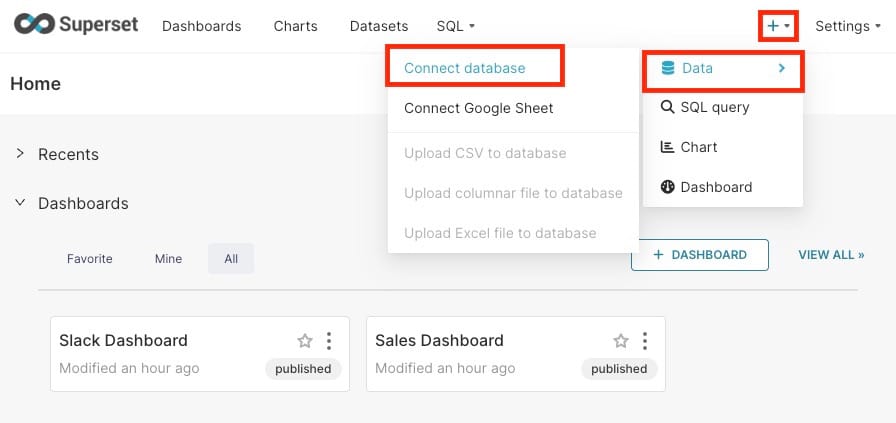 Superset Dashboards Charts Datasets SQL + Settings
Connect database
Connect Google Sheet
Upload CSV to database
Upload columnar file to database
Upload Excel file to database
Data
SQL query
Chart
Dashboard
Home
Recents
Dashboards
Favorite Mine All + DASHBOARD VIEW ALL »
Slack Dashboard
Modified an hour ago published
Sales Dashboard
Modified an hour ago published